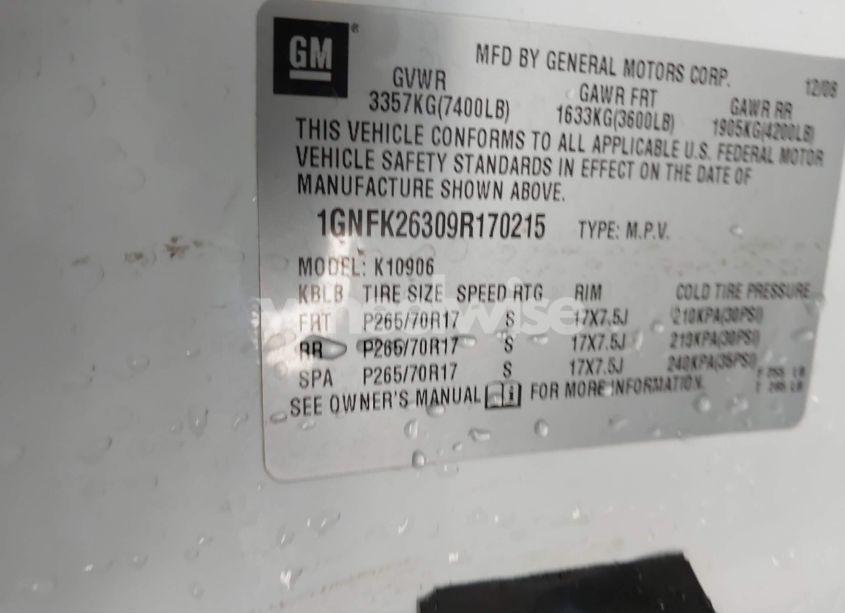 GM
MFD BY GENERAL MOTORS CORP. 12/08
GVWR GAWR FRT GAWR RR
3357KG(7400LB) 1633KG(3600LB) 1905KG(4200LB)
THIS VEHICLE CONFORMS TO ALL APPLICABLE U.S. FEDERAL MOTOR
VEHICLE SAFETY STANDARDS IN EFFECT ON THE DATE OF
MANUFACTURE SHOWN ABOVE.
1GNFK26309R170215 TYPE: M.P.V.
MODEL: K10906
KBLB TIRE SIZE SPEED RTG RIM COLD TIRE PRESSURE
FRT P265/70R17 S 17X7.5J 210KPA(30PSI)
RR P265/70R17 S 17X7.5J 210KPA(30PSI)
SPA P265/70R17 S 17X7.5J 240KPA(35PSI)
SEE OWNER'S MANUAL FOR MORE INFORMATION.